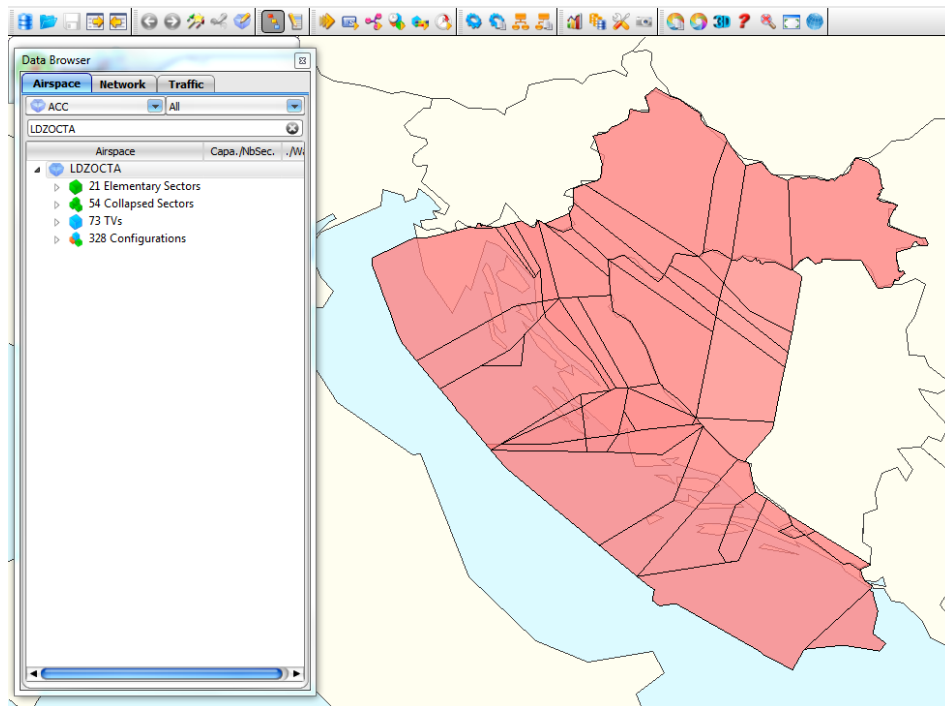 3D ?
Data Browser
Airspace Network Traffic
ACC All
LDZOCTA
Airspace Capa./NbSec.
LDZOCTA
21 Elementary Sectors
54 Collapsed Sectors
73 TVs
328 Configurations